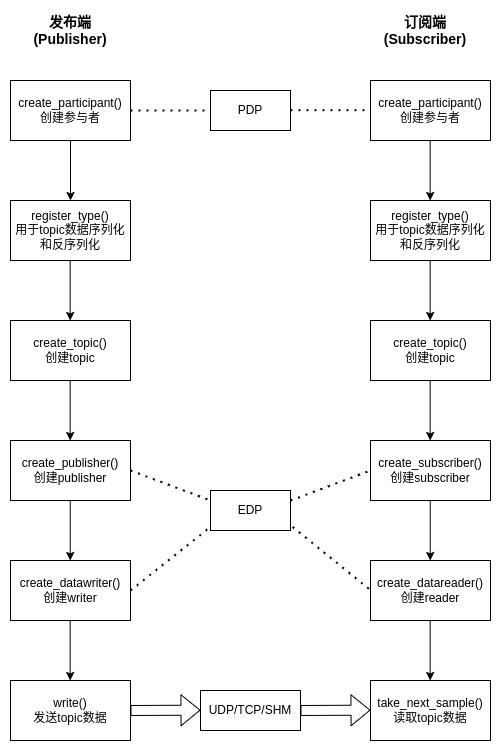 发布端
(Publisher)
订阅端
(Subscriber)
create_participant()
创建参与者
PDP
create_participant()
创建参与者
register_type()
用于topic数据序列化
和反序列化
register_type()
用于topic数据序列化
和反序列化
create_topic()
创建topic
create_topic()
创建topic
create_publisher()
创建publisher
create_subscriber()
创建subscriber
EDP
create_datawriter()
创建writer
create_datareader()
创建reader
write()
发送topic数据
UDP/TCP/SHM
take_next_sample()
读取topic数据